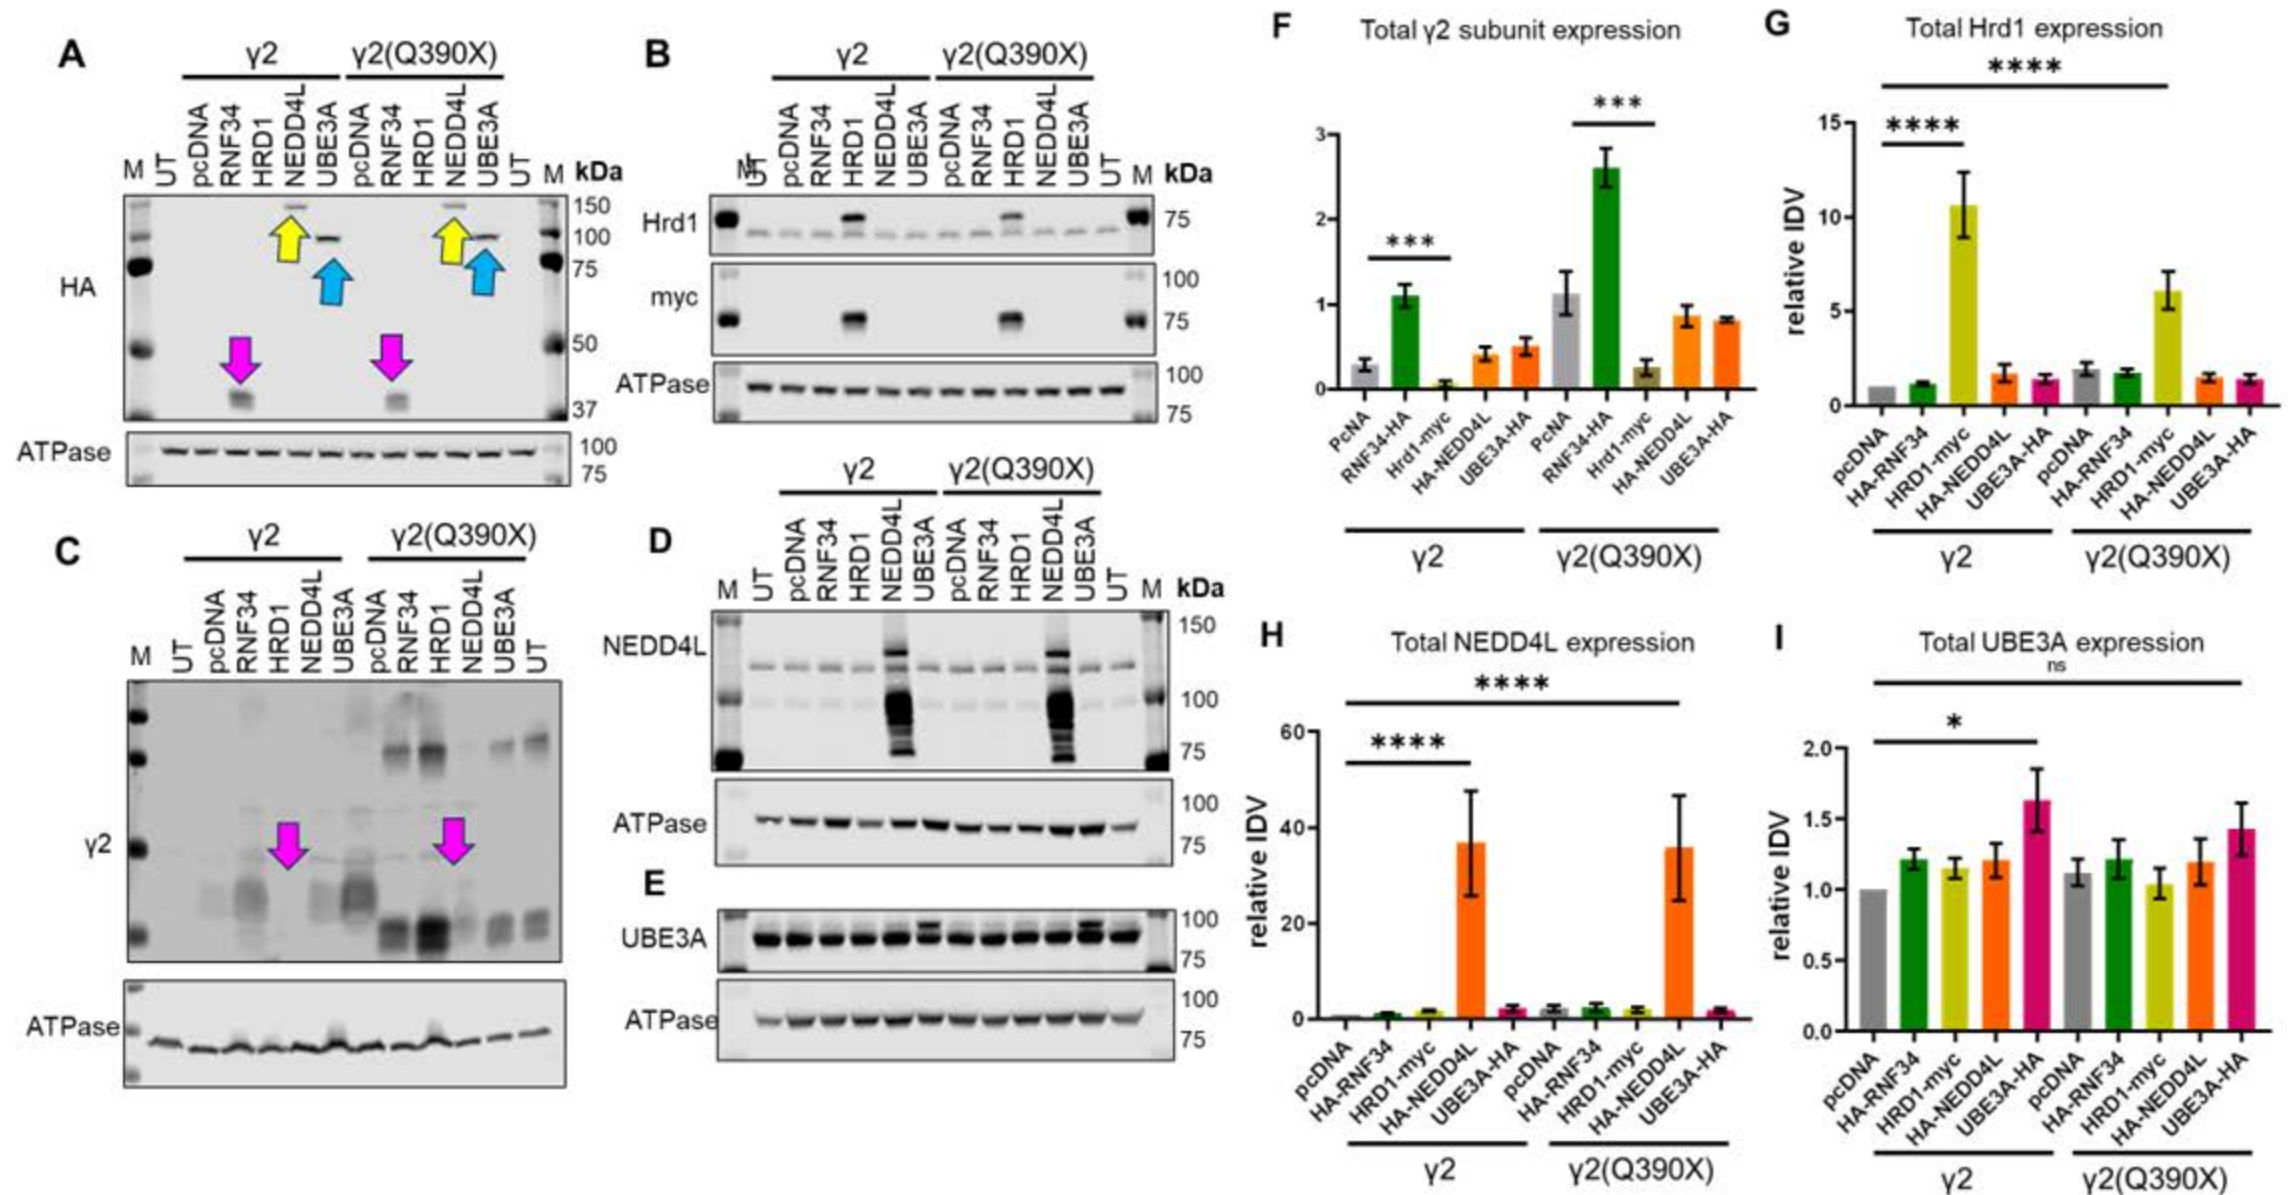 A
γ2
γ2(Q390X)
M
UT
pcDNA
RNF34
HRD1
NEDD4L
UBE3A
pcDNA
RNF34
HRD1
NEDD4L
UBE3A
UT
M
kDa
HA
150
100
75
50
37
ATPase
100
75
B
γ2
γ2(Q390X)
M
UT
pcDNA
RNF34
HRD1
NEDD4L
UBE3A
pcDNA
RNF34
HRD1
NEDD4L
UBE3A
UT
M
kDa
Hrd1
75
myc
100
75
ATPase
100
75
C
γ2
γ2(Q390X)
M
UT
pcDNA
RNF34
HRD1
NEDD4L
UBE3A
pcDNA
RNF34
HRD1
NEDD4L
UBE3A
UT
γ2
ATPase
D
γ2
γ2(Q390X)
M
UT
pcDNA
RNF34
HRD1
NEDD4L
UBE3A
pcDNA
RNF34
HRD1
NEDD4L
UBE3A
UT
M
kDa
NEDD4L
150
100
75
ATPase
100
75
E
UBE3A
100
75
ATPase
100
75
F
Total γ2 subunit expression
***
***
3
2
1
0
PcNA
RNF34-HA
Hrd1-myc
HA-NEDD4L
UBE3A-HA
PcNA
RNF34-HA
Hrd1-myc
HA-NEDD4L
UBE3A-HA
γ2
γ2(Q390X)
G
Total Hrd1 expression
****
****
relative IDV
15
10
5
0
pcDNA
HA-RNF34
HRD1-myc
HA-NEDD4L
UBE3A-HA
pcDNA
HA-RNF34
HRD1-myc
HA-NEDD4L
UBE3A-HA
γ2
γ2(Q390X)
H
Total NEDD4L expression
****
****
relative IDV
60
40
20
0
pcDNA
HA-RNF34
HRD1-myc
HA-NEDD4L
UBE3A-HA
pcDNA
HA-RNF34
HRD1-myc
HA-NEDD4L
UBE3A-HA
γ2
γ2(Q390X)
I
Total UBE3A expression
ns
*
relative IDV
2.0
1.5
1.0
0.5
0.0
pcDNA
HA-RNF34
HRD1-myc
HA-NEDD4L
UBE3A-HA
pcDNA
HA-RNF34
HRD1-myc
HA-NEDD4L
UBE3A-HA
γ2
γ2(Q390X)